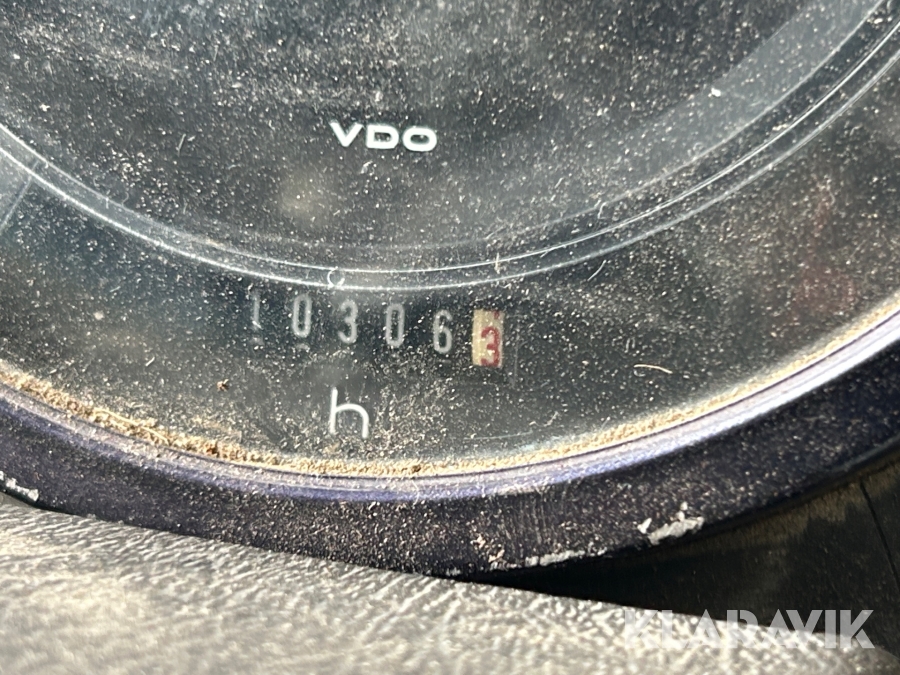 VDO
103063
h
KLARAVIK